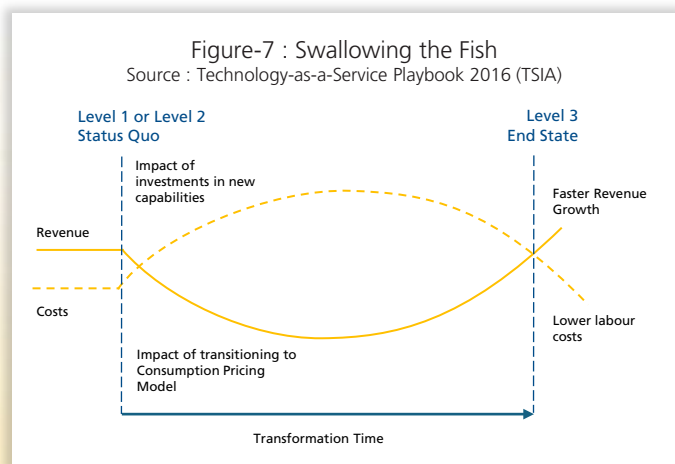 Figure-7 : Swallowing the Fish
Source : Technology-as-a-Service Playbook 2016 (TSIA)
Level 1 or Level 2
Status Quo
Level 3
End State
Impact of
investments in new
capabilities
Faster Revenue
Growth
Revenue
Costs
Lower labour
costs
Impact of transitioning to
Consumption Pricing
Model
Transformation Time